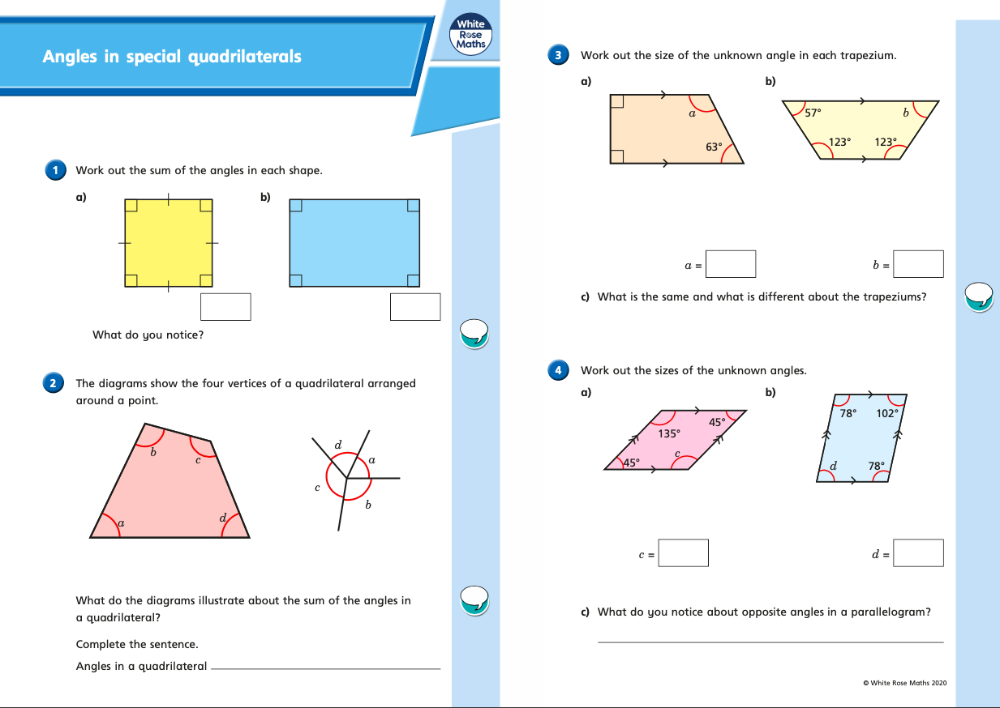 Angles in special quadrilaterals
White
Rose
Maths
1 Work out the sum of the angles in each shape.
a) b)
What do you notice?
2 The diagrams show the four vertices of a quadrilateral arranged
around a point.
b c
a d
d
a
c
b
What do the diagrams illustrate about the sum of the angles in
a quadrilateral?
Complete the sentence.
Angles in a quadrilateral
3 Work out the size of the unknown angle in each trapezium.
a) b)
a
63°
57° b
123° 123°
a = b =
c) What is the same and what is different about the trapeziums?
4 Work out the sizes of the unknown angles.
a) b)
135° 45°
45° c
78° 102°
d 78°
c = d =
c) What do you notice about opposite angles in a parallelogram?
© White Rose Maths 2020